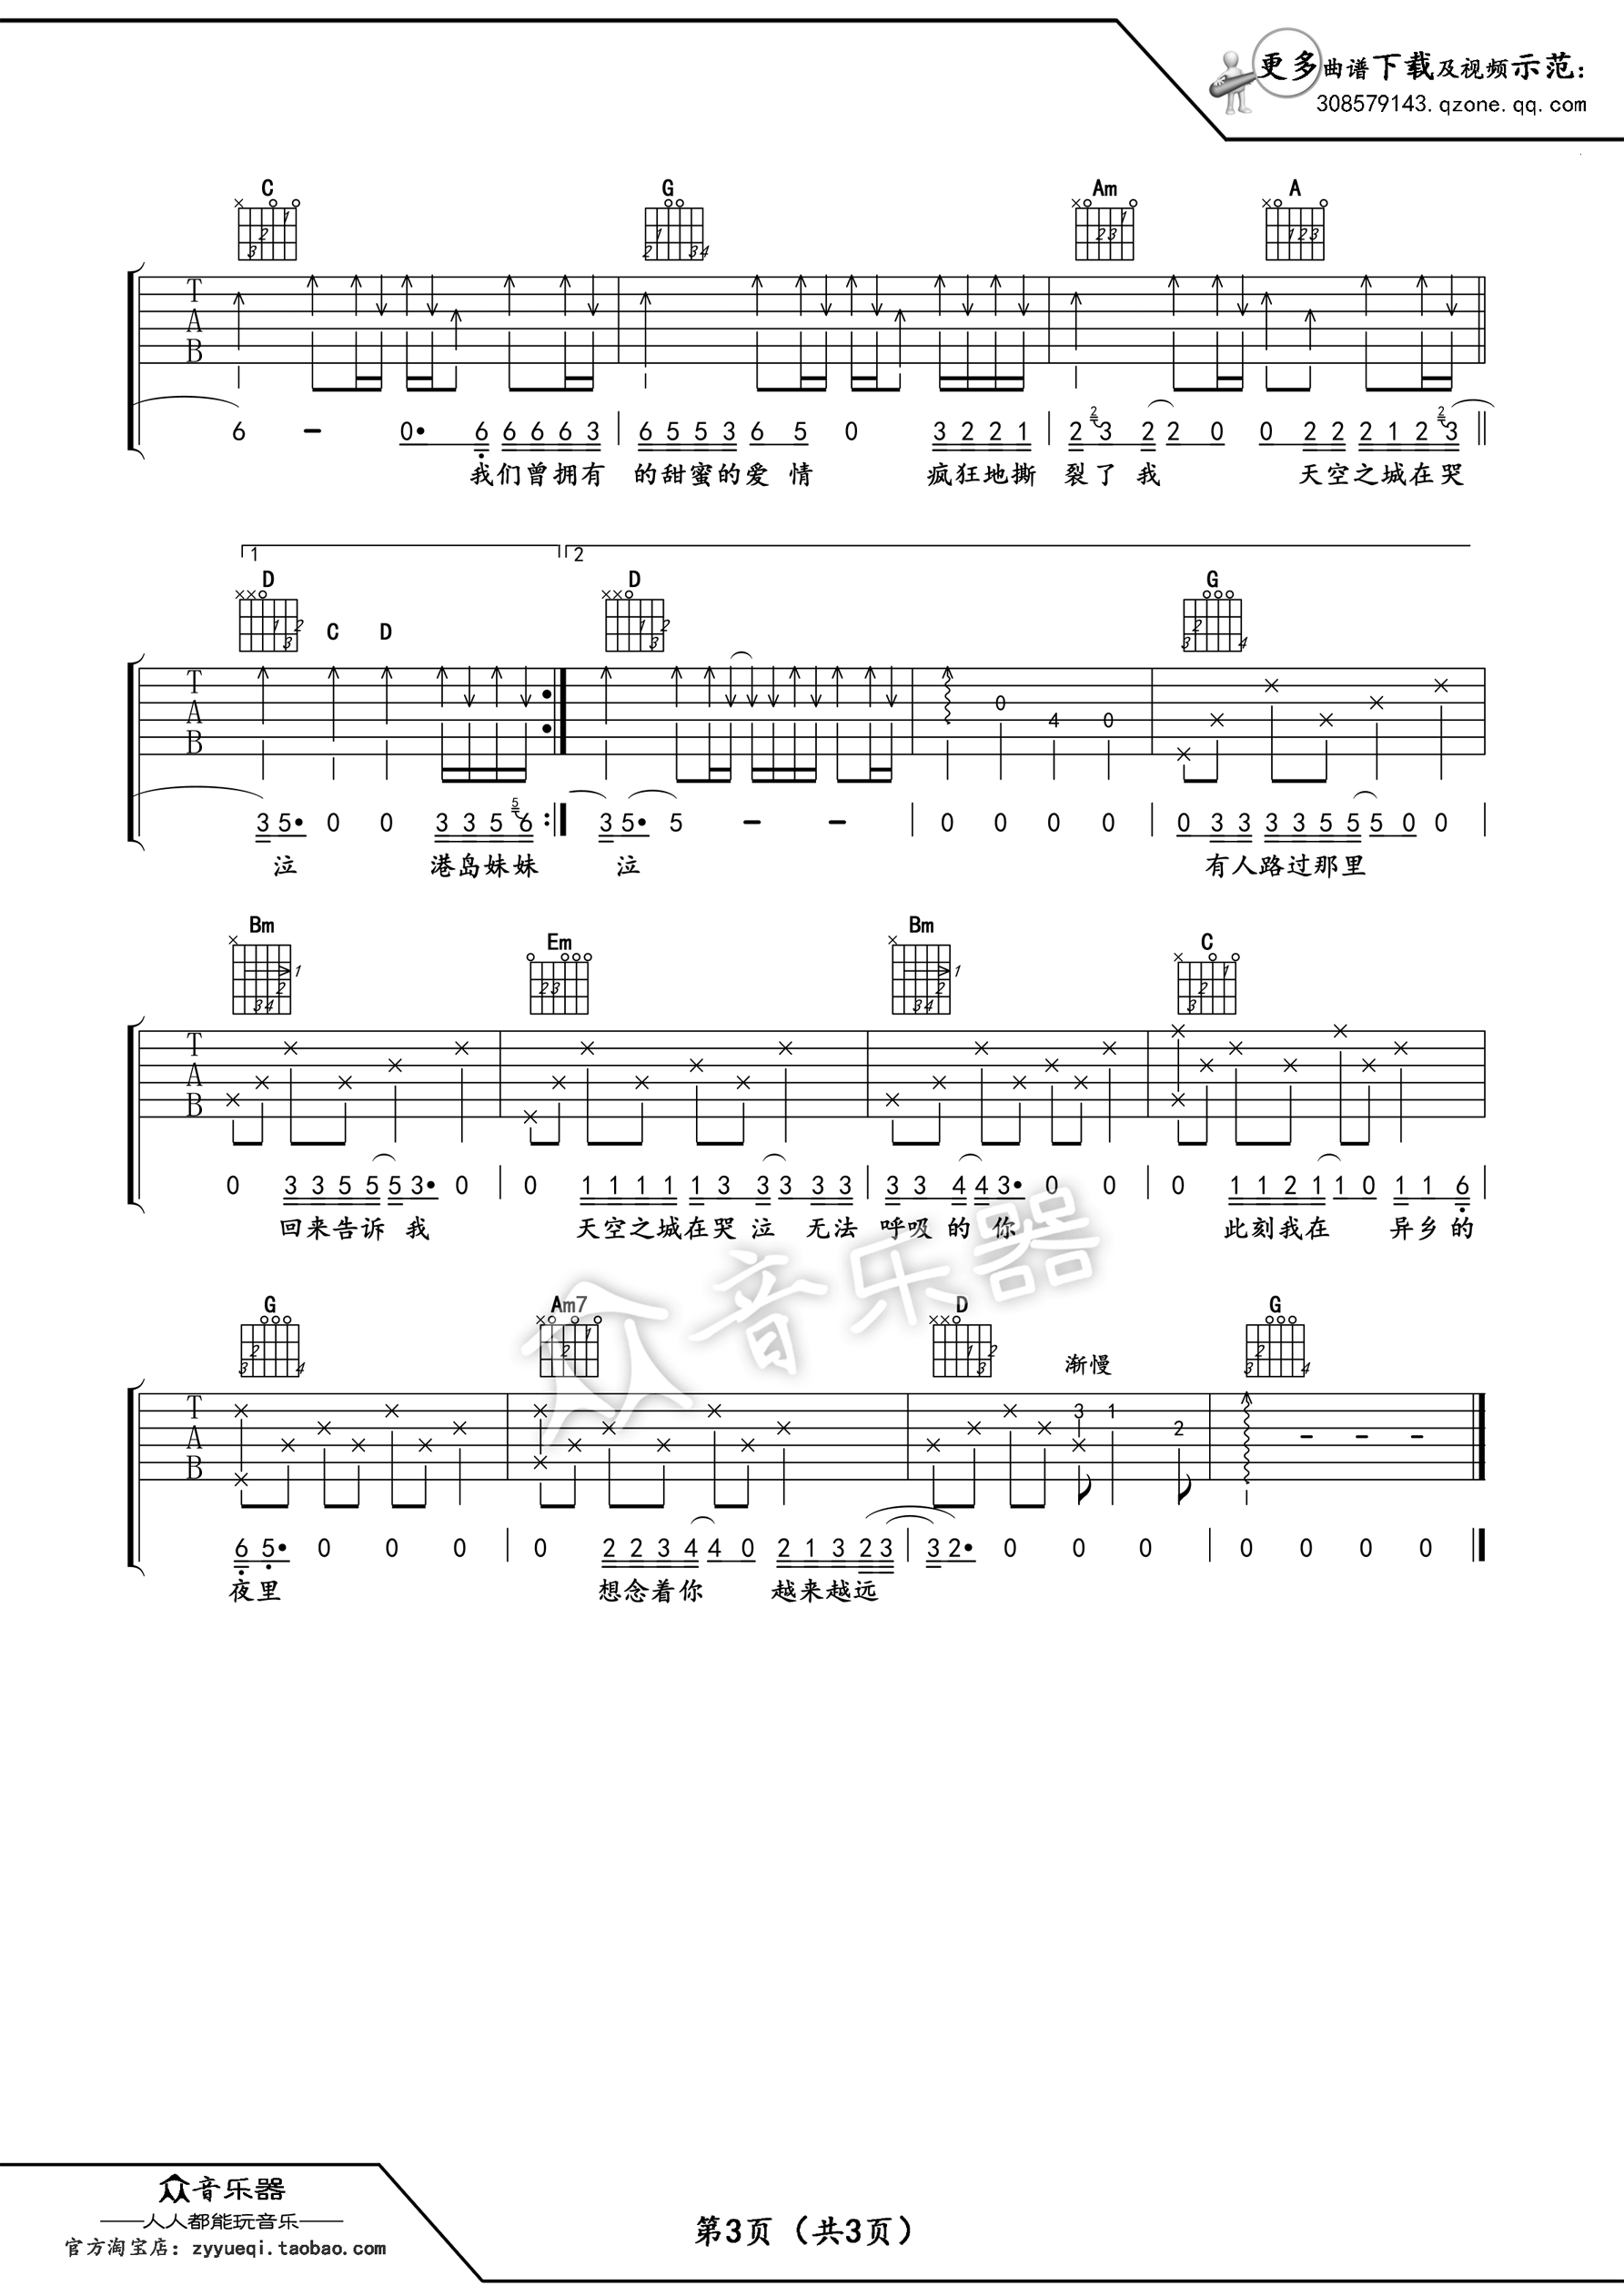 更多曲谱下载及视频示范：
308579143.qzone.qq.com
C G Am A
T
A
B
6 － 0• 6 6 6 6 3 6 5 5 3 6 5 0 3 2 2 1 2 2 3 2 2 0 0 2 2 2 1 2 2 3
我们曾拥有 的甜蜜的爱 情 疯狂地撕 裂了 我 天空之城在哭
1 2
D C D D G
T
A
B
0 4 0
3 5• 0 0 3 3 5 5 6 3 5• 5 － － 0 0 0 0 0 3 3 3 3 5 5 5 0 0
泣 港岛妹妹 泣 有人路过那里
Bm Em Bm C
T
A
B
0 3 3 5 5 5 3• 0 0 1 1 1 1 1 3 3 3 3 3 3 3 4 4 3• 0 0 0 1 1 2 1 1 0 1 1 6
回来告诉 我 天空之城在哭 泣 无法 呼吸 的 你 此刻我在 异乡 的
众音乐器
G Am7 D 渐慢 G
T
A
B
3 1 2 － － －
6 5• 0 0 0 0 2 2 3 4 4 0 2 1 3 2 3 3 2• 0 0 0 0 0 0 0
夜里 想念着你 越来越远
众音乐器
——人人都能玩音乐——
官方淘宝店：zyyueqi.taobao.com
第3页（共3页）